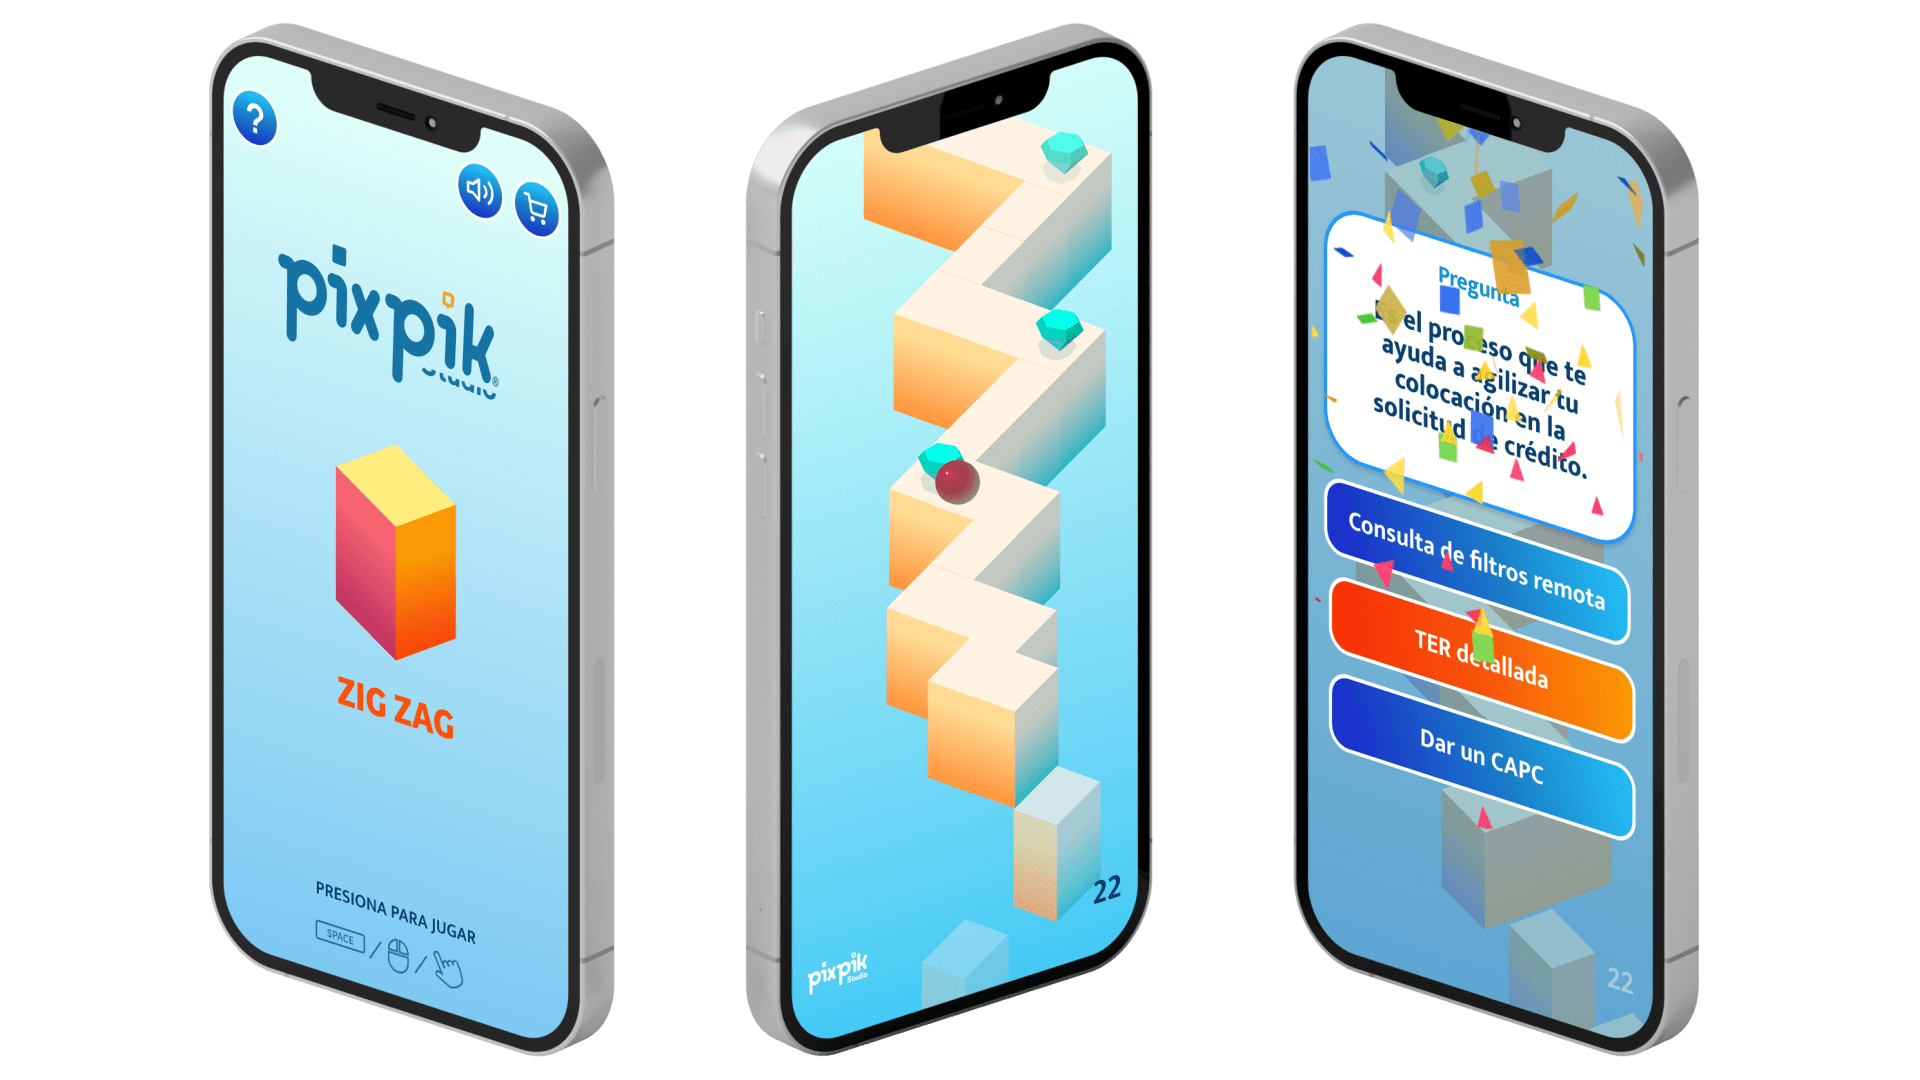 ?
pixpik
Studio
®
ZIG ZAG
PRESIONA PARA JUGAR
SPACE
22
pixpik
Studio
Pregunta
Es el proceso que te
ayuda a agilizar tu
colocación en la
solicitud de crédito.
Consulta de filtros remota
TER detallada
Dar un CAPC
22